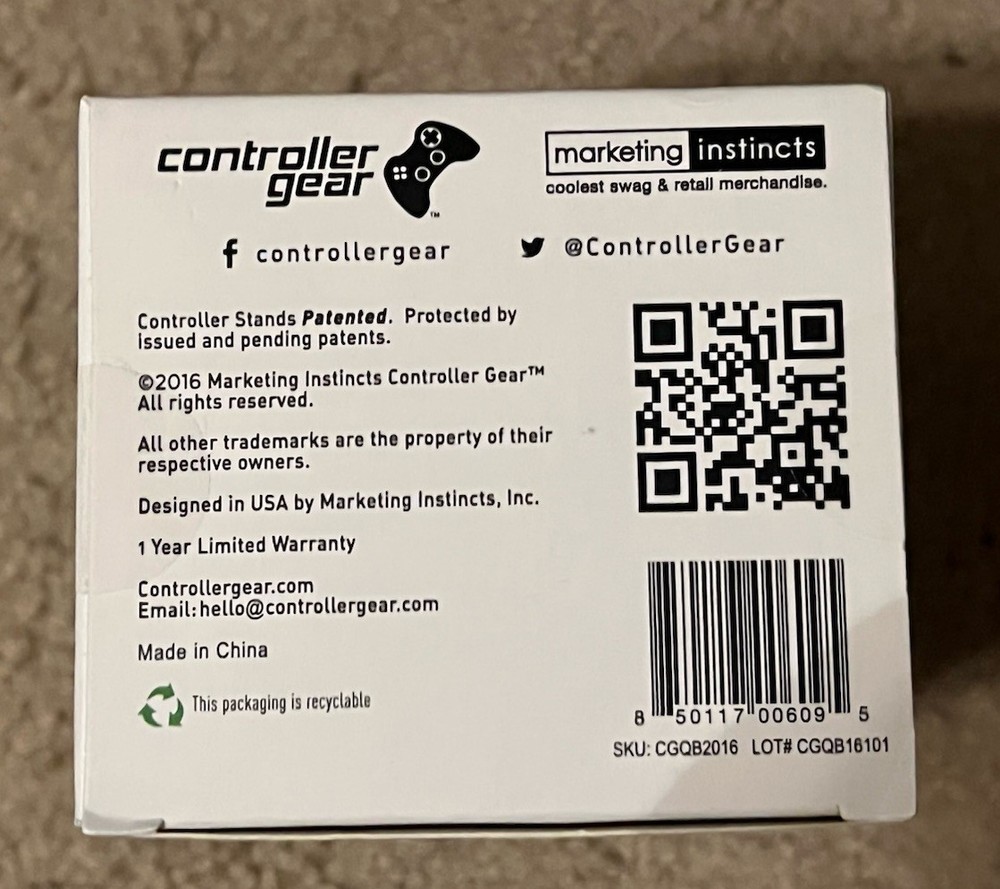 controller
gear
TM
marketing instincts
coolest swag & retail merchandise.
controllergear
@ControllerGear
Controller Stands Patented. Protected by
issued and pending patents.
©2016 Marketing Instincts Controller Gear™
All rights reserved.
All other trademarks are the property of their
respective owners.
Designed in USA by Marketing Instincts, Inc.
1 Year Limited Warranty
Controllergear.com
Email:hello@controllergear.com
Made in China
This packaging is recyclable
8 50117 00609 5
SKU: CGQB2016 LOT# CGQB16101